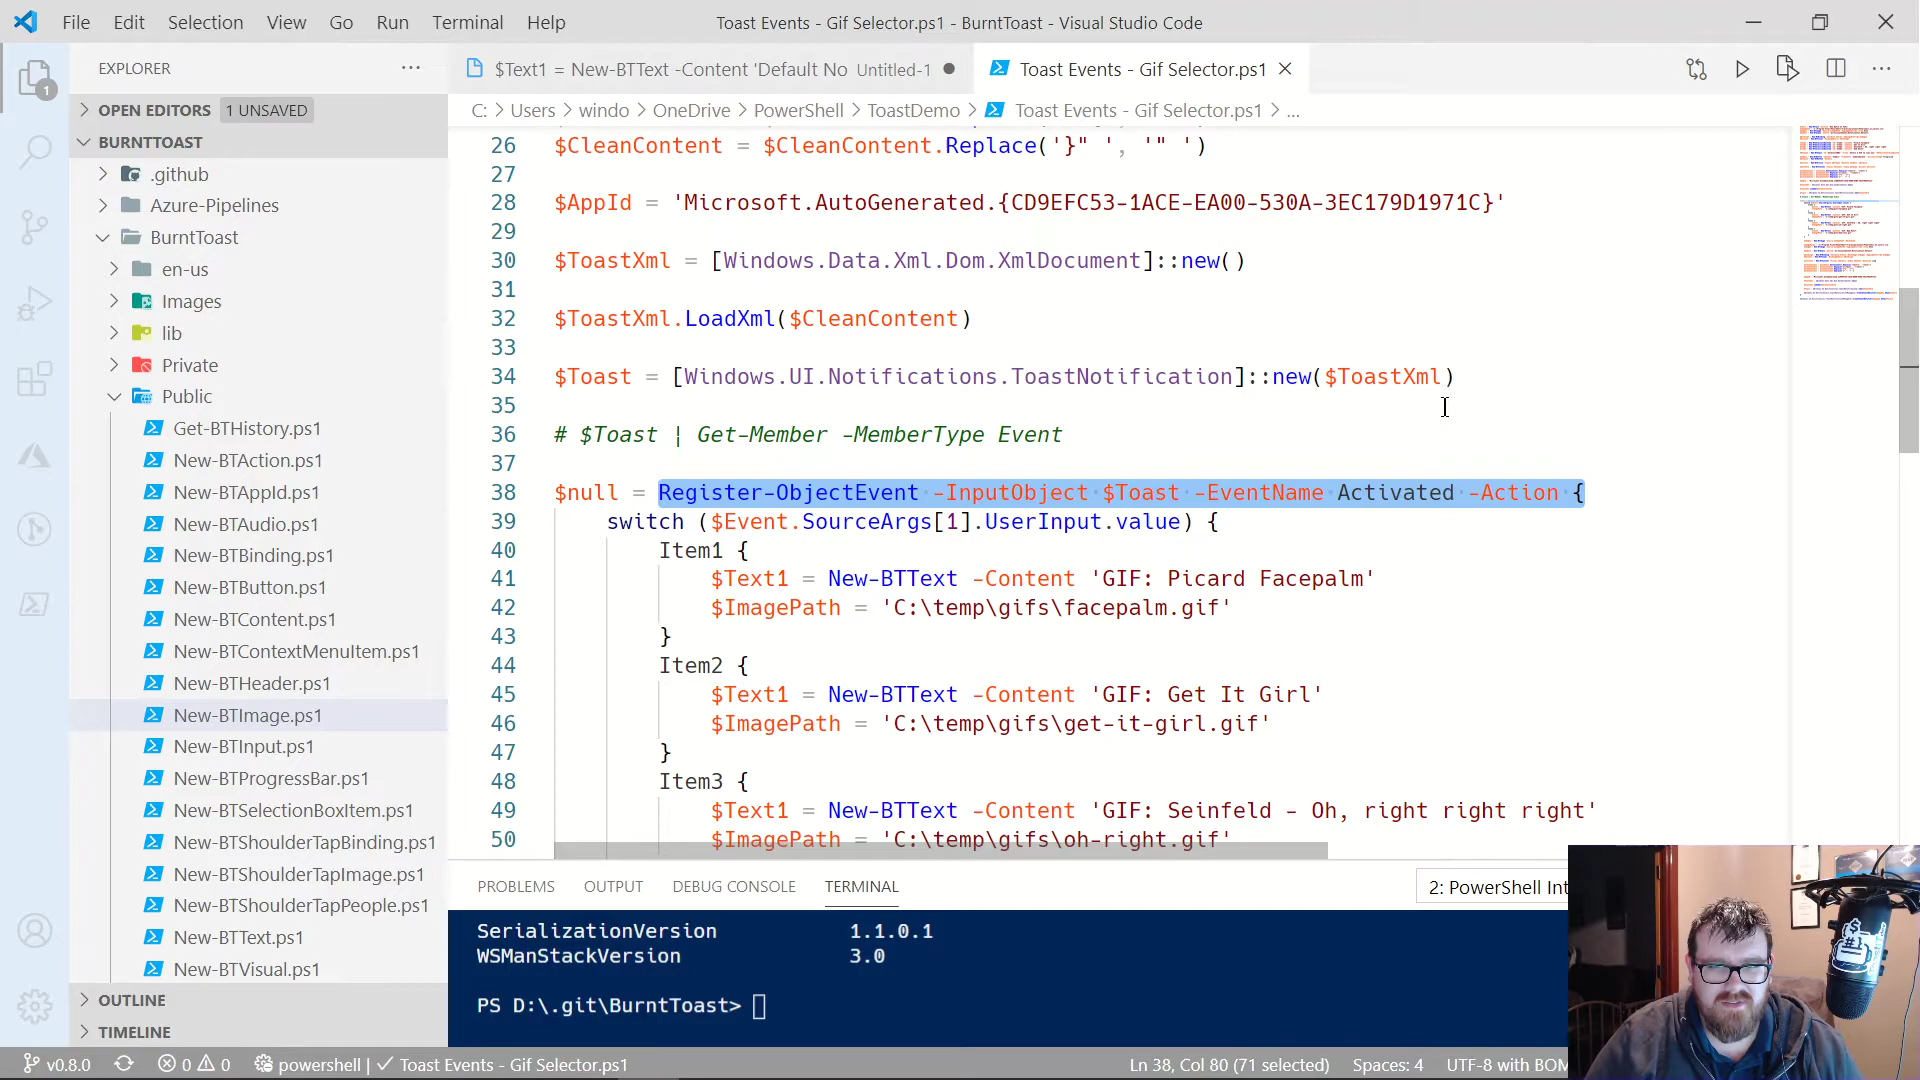 File Edit Selection View Go Run Terminal Help
Toast Events - Gif Selector.ps1 - BurntToast - Visual Studio Code
1
EXPLORER
OPEN EDITORS 1 UNSAVED
BURNTTOAST
.github
Azure-Pipelines
BurntToast
en-us
Images
lib
Private
Public
Get-BTHistory.ps1
New-BTAction.ps1
New-BTAppId.ps1
New-BTAudio.ps1
New-BTBinding.ps1
New-BTButton.ps1
New-BTContent.ps1
New-BTContextMenuItem.ps1
New-BTHeader.ps1
New-BTImage.ps1
New-BTInput.ps1
New-BTProgressBar.ps1
New-BTSelectionBoxItem.ps1
New-BTShoulderTapBinding.ps1
New-BTShoulderTapImage.ps1
New-BTShoulderTapPeople.ps1
New-BTText.ps1
New-BTVisual.ps1
OUTLINE
TIMELINE
$Text1 = New-BTText -Content 'Default No Untitled-1
Toast Events - Gif Selector.ps1
C: > Users > windo > OneDrive > PowerShell > ToastDemo > Toast Events - Gif Selector.ps1 > ...
26 $CleanContent = $CleanContent.Replace('}" ', '" ')
27
28 $AppId = 'Microsoft.AutoGenerated.{CD9EFC53-1ACE-EA00-530A-3EC179D1971C}'
29
30 $ToastXml = [Windows.Data.Xml.Dom.XmlDocument]::new()
31
32 $ToastXml.LoadXml($CleanContent)
33
34 $Toast = [Windows.UI.Notifications.ToastNotification]::new($ToastXml)
35
36 # $Toast | Get-Member -MemberType Event
37
38 $null = Register-ObjectEvent -InputObject $Toast -EventName Activated -Action {
39 switch ($Event.SourceArgs[1].UserInput.value) {
40 Item1 {
41 $Text1 = New-BTText -Content 'GIF: Picard Facepalm'
42 $ImagePath = 'C:\temp\gifs\facepalm.gif'
43 }
44 Item2 {
45 $Text1 = New-BTText -Content 'GIF: Get It Girl'
46 $ImagePath = 'C:\temp\gifs\get-it-girl.gif'
47 }
48 Item3 {
49 $Text1 = New-BTText -Content 'GIF: Seinfeld - Oh, right right right'
50 $ImagePath = 'C:\temp\gifs\oh-right.gif'
PROBLEMS OUTPUT DEBUG CONSOLE TERMINAL
2: PowerShell Int
SerializationVersion 1.1.0.1
WSManStackVersion 3.0
PS D:\.git\BurntToast>
v0.8.0 0 0 powershell | Toast Events - Gif Selector.ps1
Ln 38, Col 80 (71 selected) Spaces: 4 UTF-8 with BOM